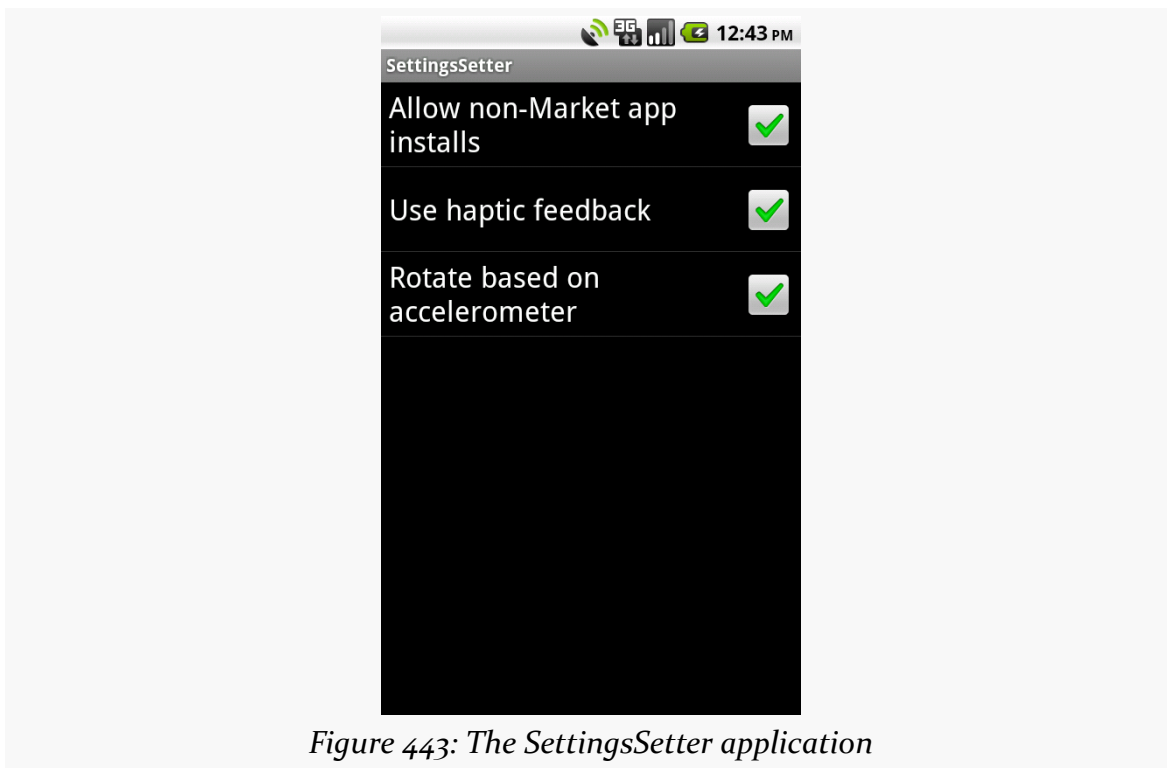 3G
12:43 PM
SettingsSetter
Allow non-Market app
installs
Use haptic feedback
Rotate based on
accelerometer
Figure 443: The SettingsSetter application